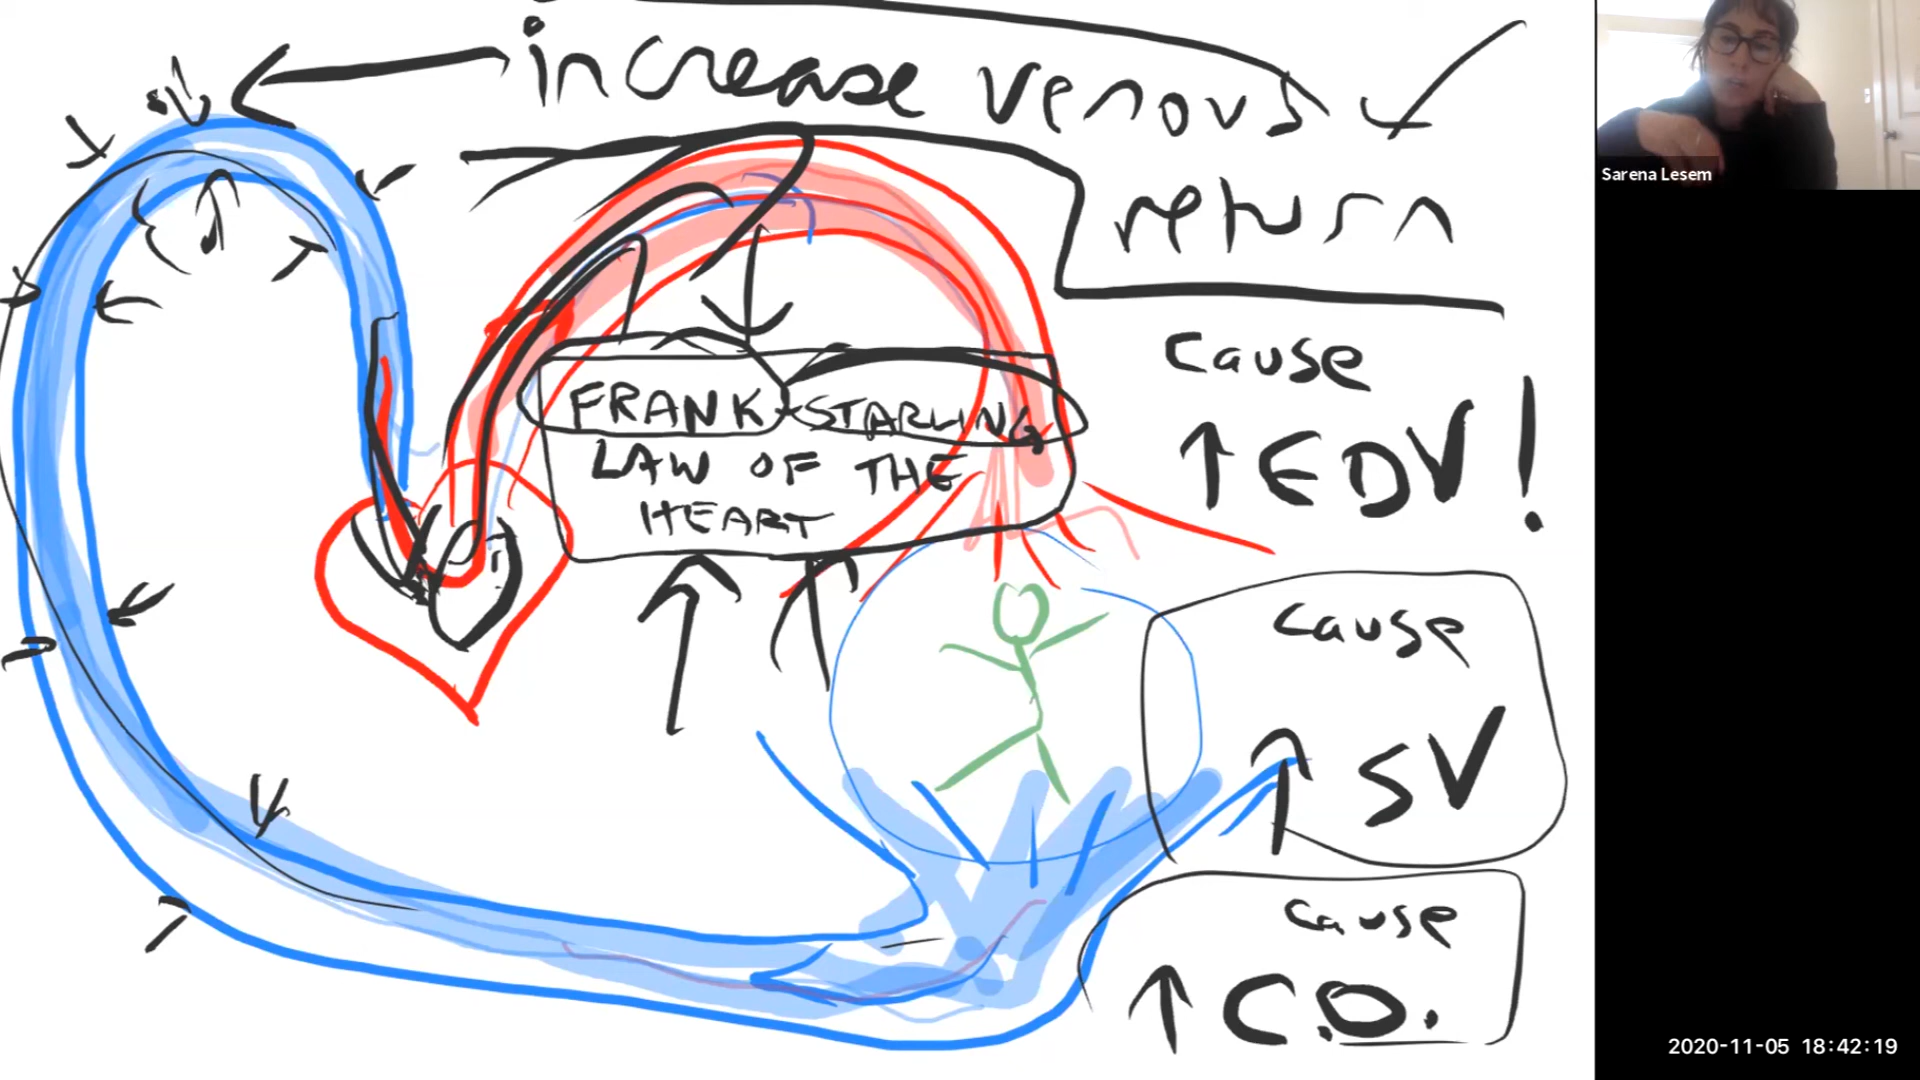 increase venous
return
cause
↑ EDV!
FRANK-STARLING
LAW OF THE
HEART
cause
↑ SV
cause
↑ C.O.
Sarena Lesem
2020-11-05 18:42:19